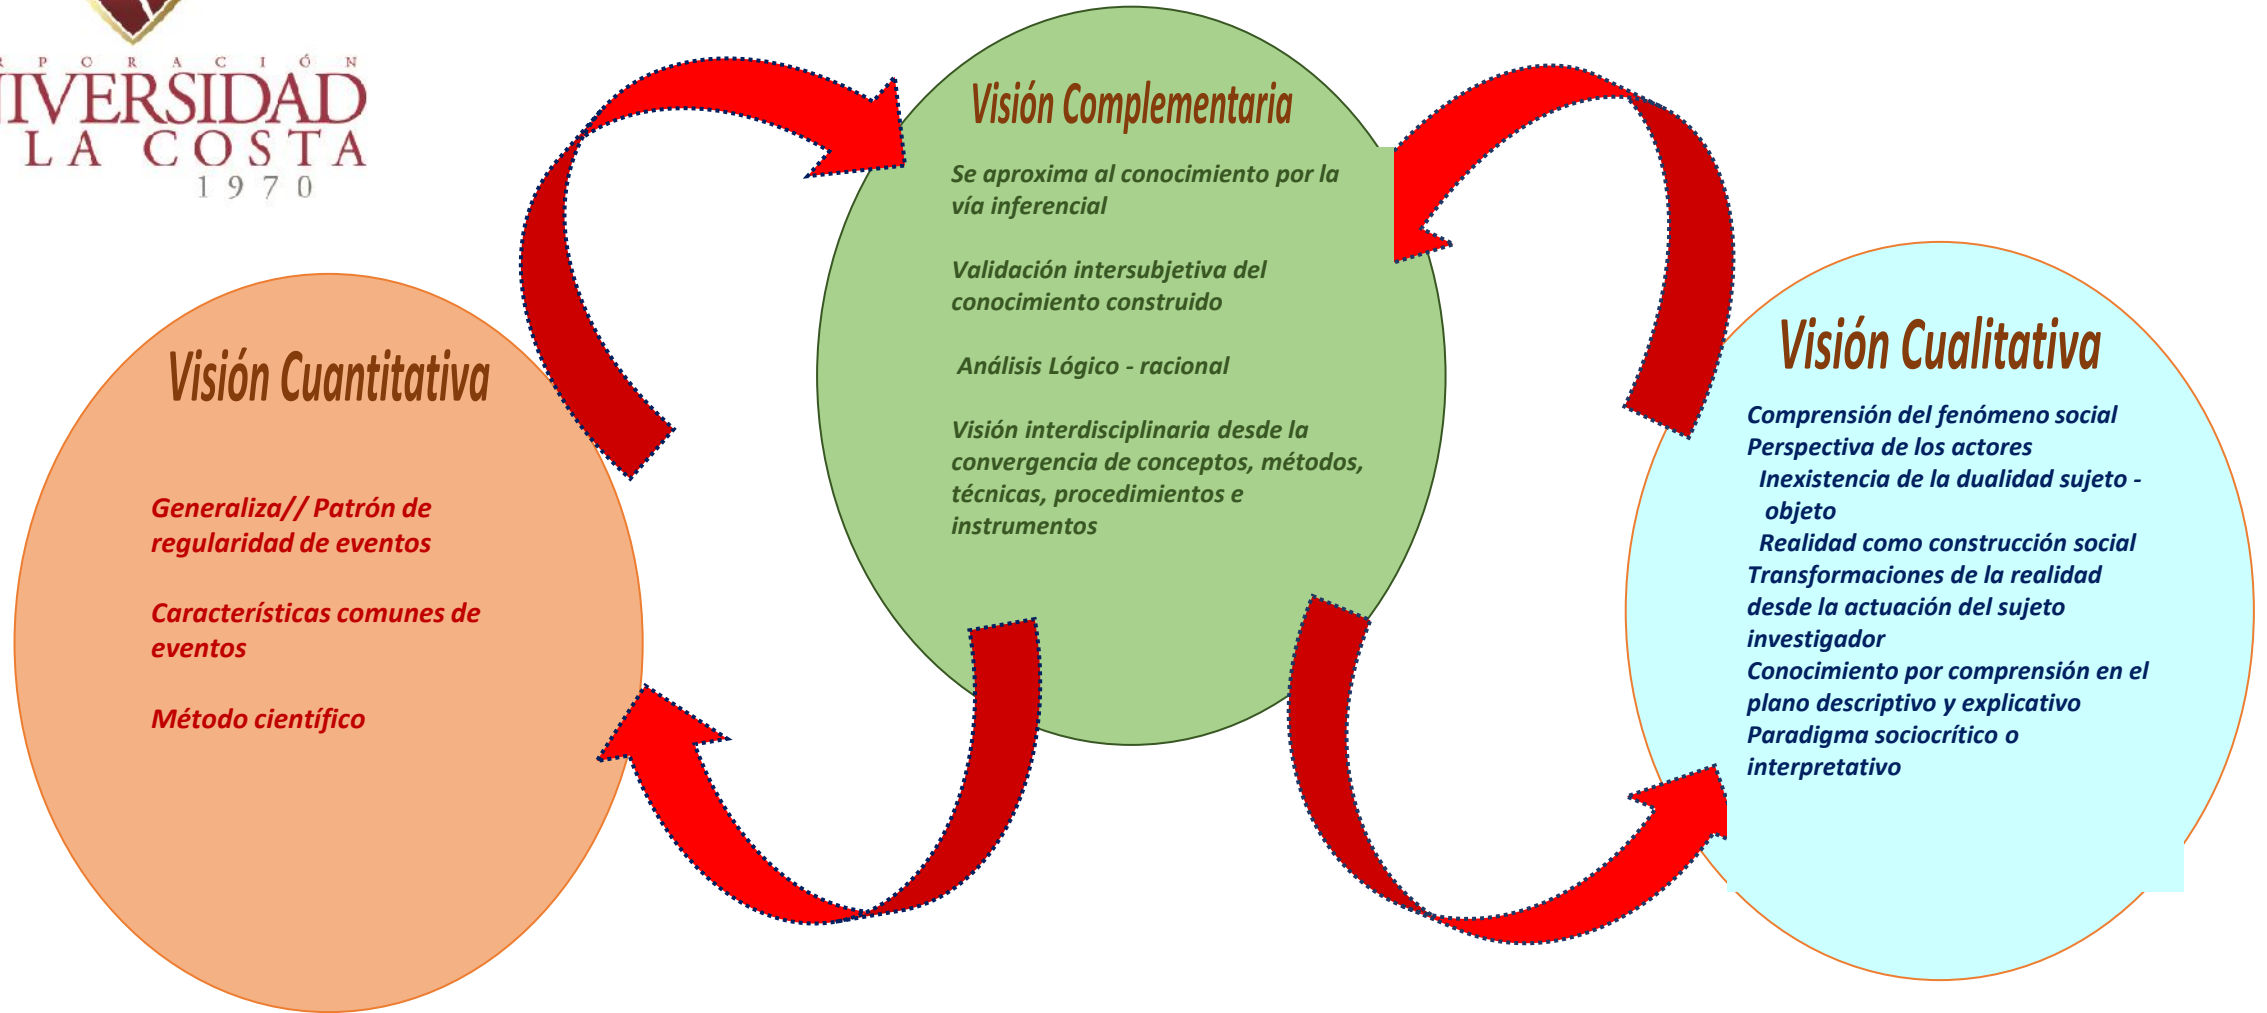 UNIVERSIDAD
LA COSTA
1970
Visión Complementaria
Se aproxima al conocimiento por la
vía inferencial
Validación intersubjetiva del
conocimiento construido
Análisis Lógico - racional
Visión interdisciplinaria desde la
convergencia de conceptos, métodos,
técnicas, procedimientos e
instrumentos
Visión Cuantitativa
Generaliza// Patrón de
regularidad de eventos
Características comunes de
eventos
Método científico
Visión Cualitativa
Comprensión del fenómeno social
Perspectiva de los actores
Inexistencia de la dualidad sujeto -
objeto
Realidad como construcción social
Transformaciones de la realidad
desde la actuación del sujeto
investigador
Conocimiento por comprensión en el
plano descriptivo y explicativo
Paradigma sociocrítico o
interpretativo